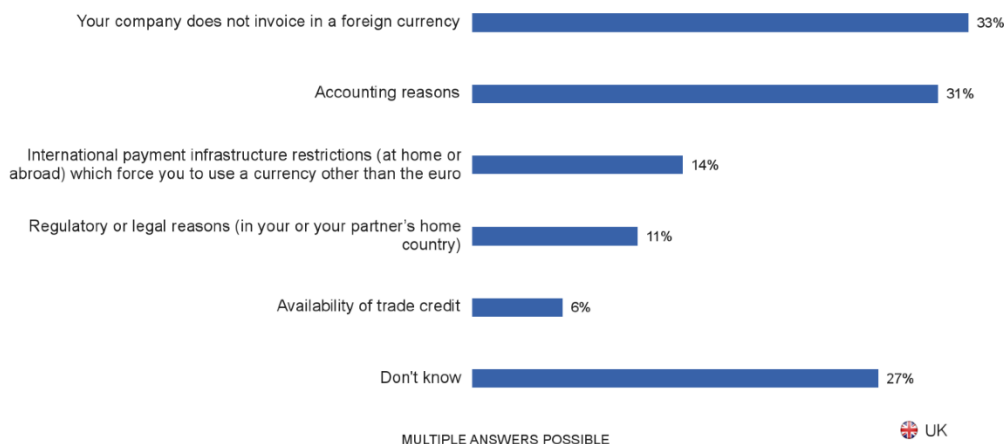 Your company does not invoice in a foreign currency
33%
Accounting reasons
31%
International payment infrastructure restrictions (at home or
abroad) which force you to use a currency other than the euro
14%
Regulatory or legal reasons (in your or your partner's home
country)
11%
Availability of trade credit
6%
Don't know
27%
MULTIPLE ANSWERS POSSIBLE
UK